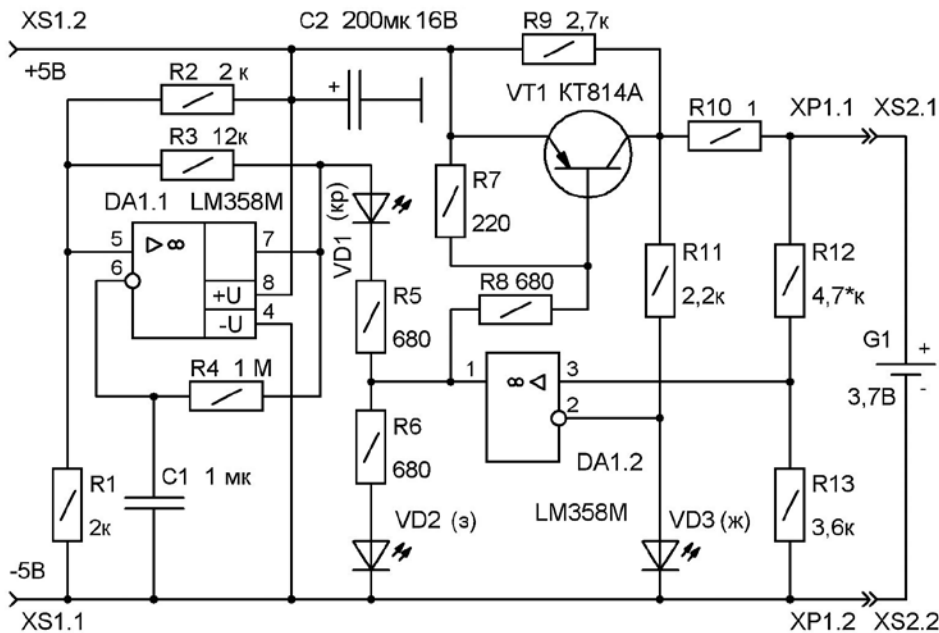 XS1.2
C2 200мк 16В
R9 2,7к
+5В
R2 2 к
+
VT1 КТ814А
R10 1
XP1.1
XS2.1
R3 12к
DA1.1 LM358M
VD1 (кр)
R7
220
5
▷ ∞
7
6
8
+U
4
-U
R5
680
R8 680
R11
2,2к
R12
4,7*к
G1
+
-
3,7В
R4 1 М
1
∞ ◁
3
2
R6
680
DA1.2
R1
2к
C1 1 мк
LM358M
R13
3,6к
VD2 (з)
VD3 (ж)
-5В
XS1.1
XP1.2
XS2.2